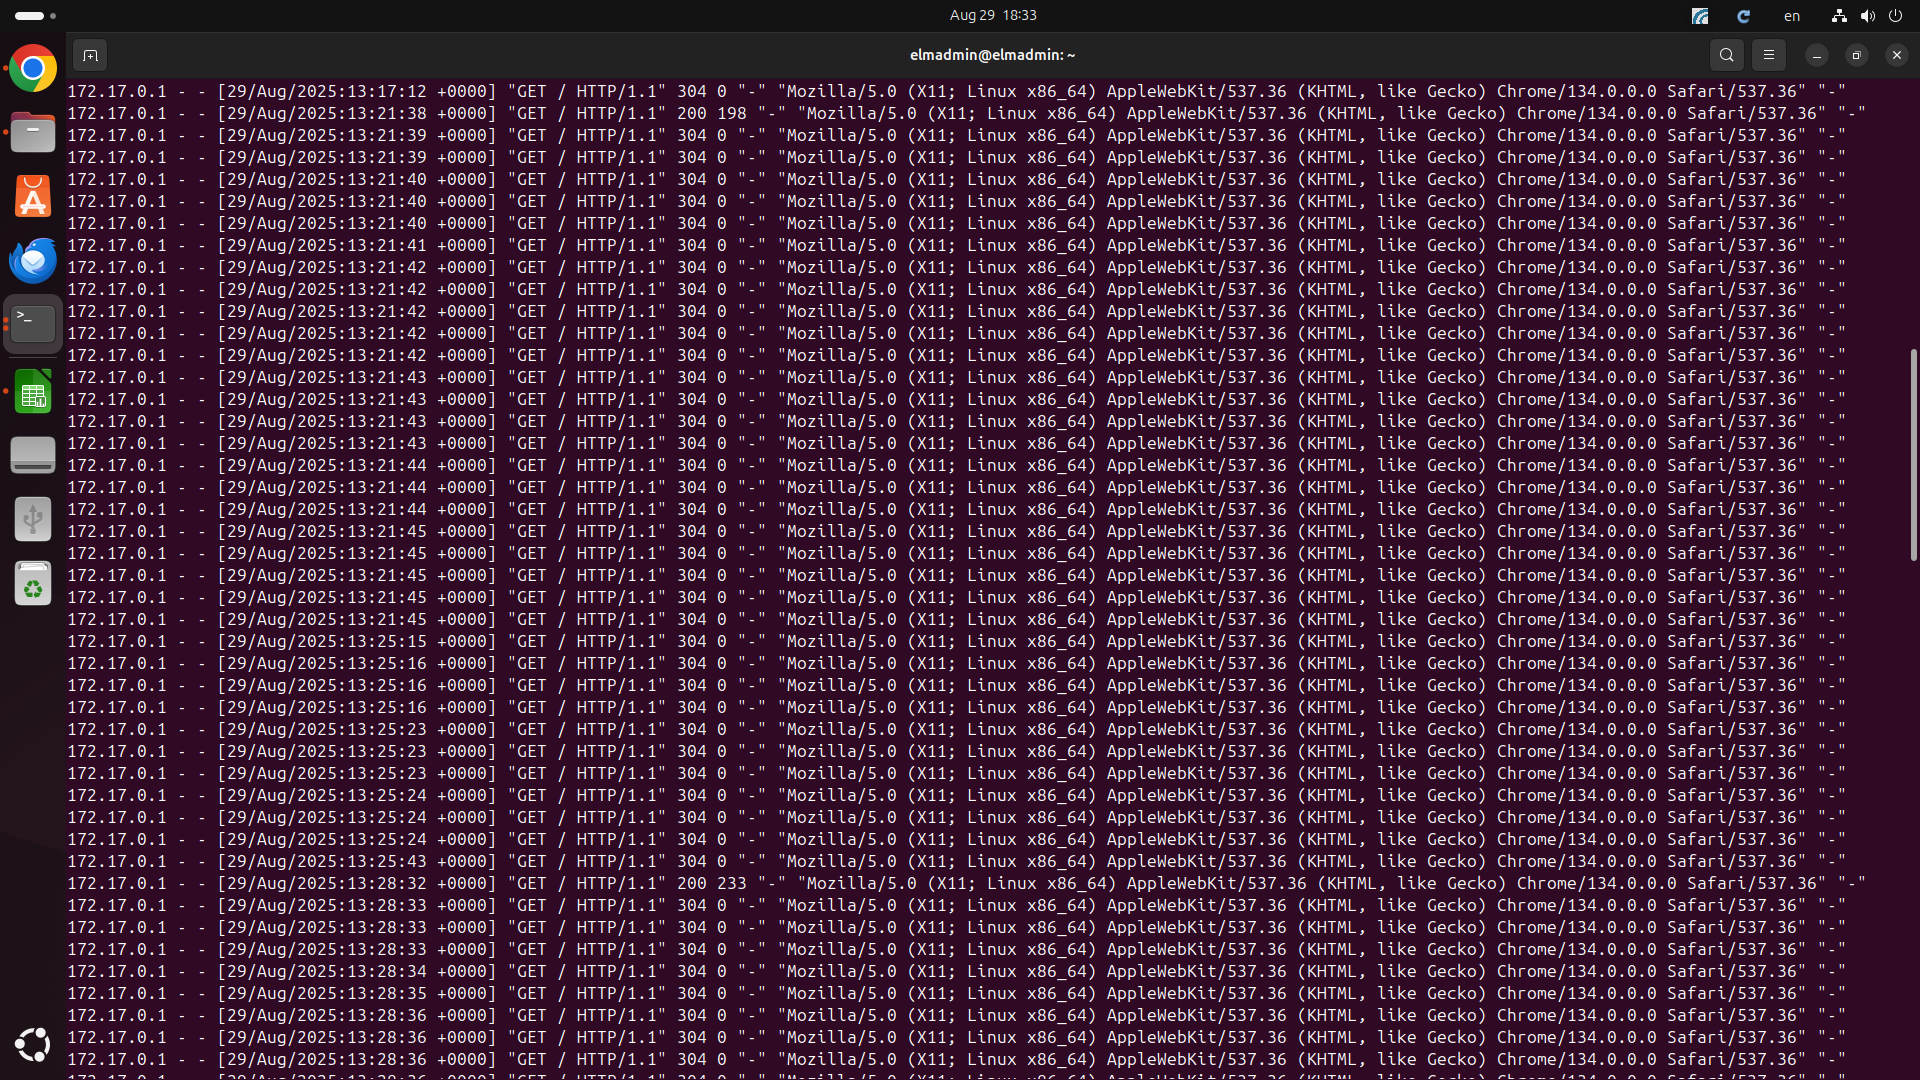 Aug 29 18:33
en
elmadmin@elmadmin: ~
172.17.0.1 - - [29/Aug/2025:13:17:12 +0000] "GET / HTTP/1.1" 304 0 "-" "Mozilla/5.0 (X11; Linux x86_64) AppleWebKit/537.36 (KHTML, like Gecko) Chrome/134.0.0.0 Safari/537.36" "-"
172.17.0.1 - - [29/Aug/2025:13:21:38 +0000] "GET / HTTP/1.1" 200 198 "-" "Mozilla/5.0 (X11; Linux x86_64) AppleWebKit/537.36 (KHTML, like Gecko) Chrome/134.0.0.0 Safari/537.36" "-"
172.17.0.1 - - [29/Aug/2025:13:21:39 +0000] "GET / HTTP/1.1" 304 0 "-" "Mozilla/5.0 (X11; Linux x86_64) AppleWebKit/537.36 (KHTML, like Gecko) Chrome/134.0.0.0 Safari/537.36" "-"
172.17.0.1 - - [29/Aug/2025:13:21:39 +0000] "GET / HTTP/1.1" 304 0 "-" "Mozilla/5.0 (X11; Linux x86_64) AppleWebKit/537.36 (KHTML, like Gecko) Chrome/134.0.0.0 Safari/537.36" "-"
172.17.0.1 - - [29/Aug/2025:13:21:40 +0000] "GET / HTTP/1.1" 304 0 "-" "Mozilla/5.0 (X11; Linux x86_64) AppleWebKit/537.36 (KHTML, like Gecko) Chrome/134.0.0.0 Safari/537.36" "-"
172.17.0.1 - - [29/Aug/2025:13:21:40 +0000] "GET / HTTP/1.1" 304 0 "-" "Mozilla/5.0 (X11; Linux x86_64) AppleWebKit/537.36 (KHTML, like Gecko) Chrome/134.0.0.0 Safari/537.36" "-"
172.17.0.1 - - [29/Aug/2025:13:21:40 +0000] "GET / HTTP/1.1" 304 0 "-" "Mozilla/5.0 (X11; Linux x86_64) AppleWebKit/537.36 (KHTML, like Gecko) Chrome/134.0.0.0 Safari/537.36" "-"
172.17.0.1 - - [29/Aug/2025:13:21:41 +0000] "GET / HTTP/1.1" 304 0 "-" "Mozilla/5.0 (X11; Linux x86_64) AppleWebKit/537.36 (KHTML, like Gecko) Chrome/134.0.0.0 Safari/537.36" "-"
172.17.0.1 - - [29/Aug/2025:13:21:42 +0000] "GET / HTTP/1.1" 304 0 "-" "Mozilla/5.0 (X11; Linux x86_64) AppleWebKit/537.36 (KHTML, like Gecko) Chrome/134.0.0.0 Safari/537.36" "-"
172.17.0.1 - - [29/Aug/2025:13:21:42 +0000] "GET / HTTP/1.1" 304 0 "-" "Mozilla/5.0 (X11; Linux x86_64) AppleWebKit/537.36 (KHTML, like Gecko) Chrome/134.0.0.0 Safari/537.36" "-"
172.17.0.1 - - [29/Aug/2025:13:21:42 +0000] "GET / HTTP/1.1" 304 0 "-" "Mozilla/5.0 (X11; Linux x86_64) AppleWebKit/537.36 (KHTML, like Gecko) Chrome/134.0.0.0 Safari/537.36" "-"
172.17.0.1 - - [29/Aug/2025:13:21:42 +0000] "GET / HTTP/1.1" 304 0 "-" "Mozilla/5.0 (X11; Linux x86_64) AppleWebKit/537.36 (KHTML, like Gecko) Chrome/134.0.0.0 Safari/537.36" "-"
172.17.0.1 - - [29/Aug/2025:13:21:42 +0000] "GET / HTTP/1.1" 304 0 "-" "Mozilla/5.0 (X11; Linux x86_64) AppleWebKit/537.36 (KHTML, like Gecko) Chrome/134.0.0.0 Safari/537.36" "-"
172.17.0.1 - - [29/Aug/2025:13:21:43 +0000] "GET / HTTP/1.1" 304 0 "-" "Mozilla/5.0 (X11; Linux x86_64) AppleWebKit/537.36 (KHTML, like Gecko) Chrome/134.0.0.0 Safari/537.36" "-"
172.17.0.1 - - [29/Aug/2025:13:21:43 +0000] "GET / HTTP/1.1" 304 0 "-" "Mozilla/5.0 (X11; Linux x86_64) AppleWebKit/537.36 (KHTML, like Gecko) Chrome/134.0.0.0 Safari/537.36" "-"
172.17.0.1 - - [29/Aug/2025:13:21:43 +0000] "GET / HTTP/1.1" 304 0 "-" "Mozilla/5.0 (X11; Linux x86_64) AppleWebKit/537.36 (KHTML, like Gecko) Chrome/134.0.0.0 Safari/537.36" "-"
172.17.0.1 - - [29/Aug/2025:13:21:43 +0000] "GET / HTTP/1.1" 304 0 "-" "Mozilla/5.0 (X11; Linux x86_64) AppleWebKit/537.36 (KHTML, like Gecko) Chrome/134.0.0.0 Safari/537.36" "-"
172.17.0.1 - - [29/Aug/2025:13:21:44 +0000] "GET / HTTP/1.1" 304 0 "-" "Mozilla/5.0 (X11; Linux x86_64) AppleWebKit/537.36 (KHTML, like Gecko) Chrome/134.0.0.0 Safari/537.36" "-"
172.17.0.1 - - [29/Aug/2025:13:21:44 +0000] "GET / HTTP/1.1" 304 0 "-" "Mozilla/5.0 (X11; Linux x86_64) AppleWebKit/537.36 (KHTML, like Gecko) Chrome/134.0.0.0 Safari/537.36" "-"
172.17.0.1 - - [29/Aug/2025:13:21:44 +0000] "GET / HTTP/1.1" 304 0 "-" "Mozilla/5.0 (X11; Linux x86_64) AppleWebKit/537.36 (KHTML, like Gecko) Chrome/134.0.0.0 Safari/537.36" "-"
172.17.0.1 - - [29/Aug/2025:13:21:45 +0000] "GET / HTTP/1.1" 304 0 "-" "Mozilla/5.0 (X11; Linux x86_64) AppleWebKit/537.36 (KHTML, like Gecko) Chrome/134.0.0.0 Safari/537.36" "-"
172.17.0.1 - - [29/Aug/2025:13:21:45 +0000] "GET / HTTP/1.1" 304 0 "-" "Mozilla/5.0 (X11; Linux x86_64) AppleWebKit/537.36 (KHTML, like Gecko) Chrome/134.0.0.0 Safari/537.36" "-"
172.17.0.1 - - [29/Aug/2025:13:21:45 +0000] "GET / HTTP/1.1" 304 0 "-" "Mozilla/5.0 (X11; Linux x86_64) AppleWebKit/537.36 (KHTML, like Gecko) Chrome/134.0.0.0 Safari/537.36" "-"
172.17.0.1 - - [29/Aug/2025:13:21:45 +0000] "GET / HTTP/1.1" 304 0 "-" "Mozilla/5.0 (X11; Linux x86_64) AppleWebKit/537.36 (KHTML, like Gecko) Chrome/134.0.0.0 Safari/537.36" "-"
172.17.0.1 - - [29/Aug/2025:13:21:45 +0000] "GET / HTTP/1.1" 304 0 "-" "Mozilla/5.0 (X11; Linux x86_64) AppleWebKit/537.36 (KHTML, like Gecko) Chrome/134.0.0.0 Safari/537.36" "-"
172.17.0.1 - - [29/Aug/2025:13:25:15 +0000] "GET / HTTP/1.1" 304 0 "-" "Mozilla/5.0 (X11; Linux x86_64) AppleWebKit/537.36 (KHTML, like Gecko) Chrome/134.0.0.0 Safari/537.36" "-"
172.17.0.1 - - [29/Aug/2025:13:25:16 +0000] "GET / HTTP/1.1" 304 0 "-" "Mozilla/5.0 (X11; Linux x86_64) AppleWebKit/537.36 (KHTML, like Gecko) Chrome/134.0.0.0 Safari/537.36" "-"
172.17.0.1 - - [29/Aug/2025:13:25:16 +0000] "GET / HTTP/1.1" 304 0 "-" "Mozilla/5.0 (X11; Linux x86_64) AppleWebKit/537.36 (KHTML, like Gecko) Chrome/134.0.0.0 Safari/537.36" "-"
172.17.0.1 - - [29/Aug/2025:13:25:16 +0000] "GET / HTTP/1.1" 304 0 "-" "Mozilla/5.0 (X11; Linux x86_64) AppleWebKit/537.36 (KHTML, like Gecko) Chrome/134.0.0.0 Safari/537.36" "-"
172.17.0.1 - - [29/Aug/2025:13:25:23 +0000] "GET / HTTP/1.1" 304 0 "-" "Mozilla/5.0 (X11; Linux x86_64) AppleWebKit/537.36 (KHTML, like Gecko) Chrome/134.0.0.0 Safari/537.36" "-"
172.17.0.1 - - [29/Aug/2025:13:25:23 +0000] "GET / HTTP/1.1" 304 0 "-" "Mozilla/5.0 (X11; Linux x86_64) AppleWebKit/537.36 (KHTML, like Gecko) Chrome/134.0.0.0 Safari/537.36" "-"
172.17.0.1 - - [29/Aug/2025:13:25:23 +0000] "GET / HTTP/1.1" 304 0 "-" "Mozilla/5.0 (X11; Linux x86_64) AppleWebKit/537.36 (KHTML, like Gecko) Chrome/134.0.0.0 Safari/537.36" "-"
172.17.0.1 - - [29/Aug/2025:13:25:24 +0000] "GET / HTTP/1.1" 304 0 "-" "Mozilla/5.0 (X11; Linux x86_64) AppleWebKit/537.36 (KHTML, like Gecko) Chrome/134.0.0.0 Safari/537.36" "-"
172.17.0.1 - - [29/Aug/2025:13:25:24 +0000] "GET / HTTP/1.1" 304 0 "-" "Mozilla/5.0 (X11; Linux x86_64) AppleWebKit/537.36 (KHTML, like Gecko) Chrome/134.0.0.0 Safari/537.36" "-"
172.17.0.1 - - [29/Aug/2025:13:25:24 +0000] "GET / HTTP/1.1" 304 0 "-" "Mozilla/5.0 (X11; Linux x86_64) AppleWebKit/537.36 (KHTML, like Gecko) Chrome/134.0.0.0 Safari/537.36" "-"
172.17.0.1 - - [29/Aug/2025:13:25:43 +0000] "GET / HTTP/1.1" 304 0 "-" "Mozilla/5.0 (X11; Linux x86_64) AppleWebKit/537.36 (KHTML, like Gecko) Chrome/134.0.0.0 Safari/537.36" "-"
172.17.0.1 - - [29/Aug/2025:13:28:32 +0000] "GET / HTTP/1.1" 200 233 "-" "Mozilla/5.0 (X11; Linux x86_64) AppleWebKit/537.36 (KHTML, like Gecko) Chrome/134.0.0.0 Safari/537.36" "-"
172.17.0.1 - - [29/Aug/2025:13:28:33 +0000] "GET / HTTP/1.1" 304 0 "-" "Mozilla/5.0 (X11; Linux x86_64) AppleWebKit/537.36 (KHTML, like Gecko) Chrome/134.0.0.0 Safari/537.36" "-"
172.17.0.1 - - [29/Aug/2025:13:28:33 +0000] "GET / HTTP/1.1" 304 0 "-" "Mozilla/5.0 (X11; Linux x86_64) AppleWebKit/537.36 (KHTML, like Gecko) Chrome/134.0.0.0 Safari/537.36" "-"
172.17.0.1 - - [29/Aug/2025:13:28:33 +0000] "GET / HTTP/1.1" 304 0 "-" "Mozilla/5.0 (X11; Linux x86_64) AppleWebKit/537.36 (KHTML, like Gecko) Chrome/134.0.0.0 Safari/537.36" "-"
172.17.0.1 - - [29/Aug/2025:13:28:34 +0000] "GET / HTTP/1.1" 304 0 "-" "Mozilla/5.0 (X11; Linux x86_64) AppleWebKit/537.36 (KHTML, like Gecko) Chrome/134.0.0.0 Safari/537.36" "-"
172.17.0.1 - - [29/Aug/2025:13:28:35 +0000] "GET / HTTP/1.1" 304 0 "-" "Mozilla/5.0 (X11; Linux x86_64) AppleWebKit/537.36 (KHTML, like Gecko) Chrome/134.0.0.0 Safari/537.36" "-"
172.17.0.1 - - [29/Aug/2025:13:28:36 +0000] "GET / HTTP/1.1" 304 0 "-" "Mozilla/5.0 (X11; Linux x86_64) AppleWebKit/537.36 (KHTML, like Gecko) Chrome/134.0.0.0 Safari/537.36" "-"
172.17.0.1 - - [29/Aug/2025:13:28:36 +0000] "GET / HTTP/1.1" 304 0 "-" "Mozilla/5.0 (X11; Linux x86_64) AppleWebKit/537.36 (KHTML, like Gecko) Chrome/134.0.0.0 Safari/537.36" "-"
172.17.0.1 - - [29/Aug/2025:13:28:36 +0000] "GET / HTTP/1.1" 304 0 "-" "Mozilla/5.0 (X11; Linux x86_64) AppleWebKit/537.36 (KHTML, like Gecko) Chrome/134.0.0.0 Safari/537.36" "-"